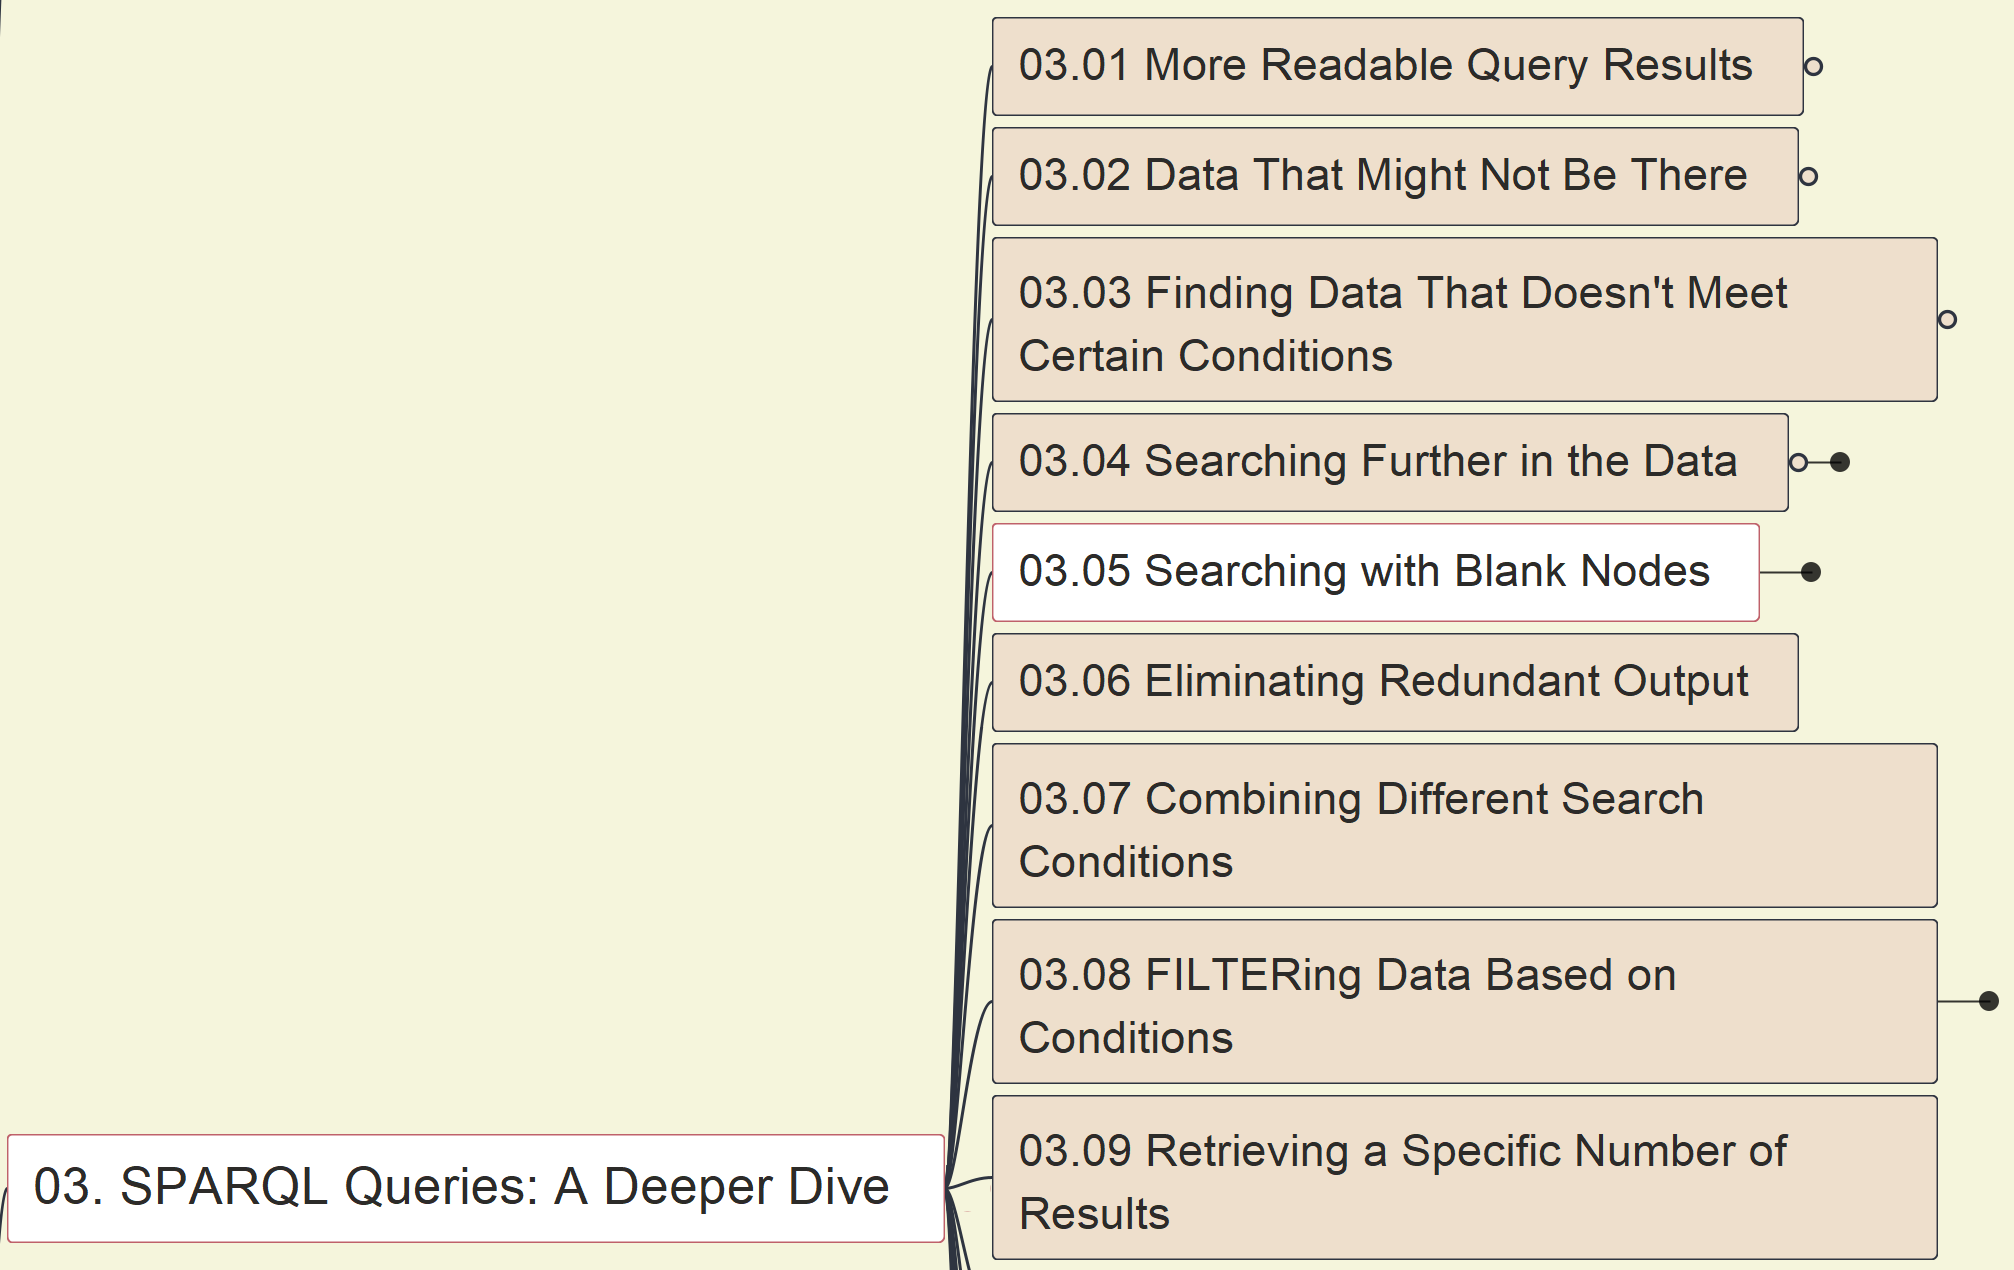 03.01 More Readable Query Results
03.02 Data That Might Not Be There
03.03 Finding Data That Doesn't Meet
Certain Conditions
03.04 Searching Further in the Data
03.05 Searching with Blank Nodes
03.06 Eliminating Redundant Output
03.07 Combining Different Search
Conditions
03.08 FILTERing Data Based on
Conditions
03. SPARQL Queries: A Deeper Dive
03.09 Retrieving a Specific Number of
Results